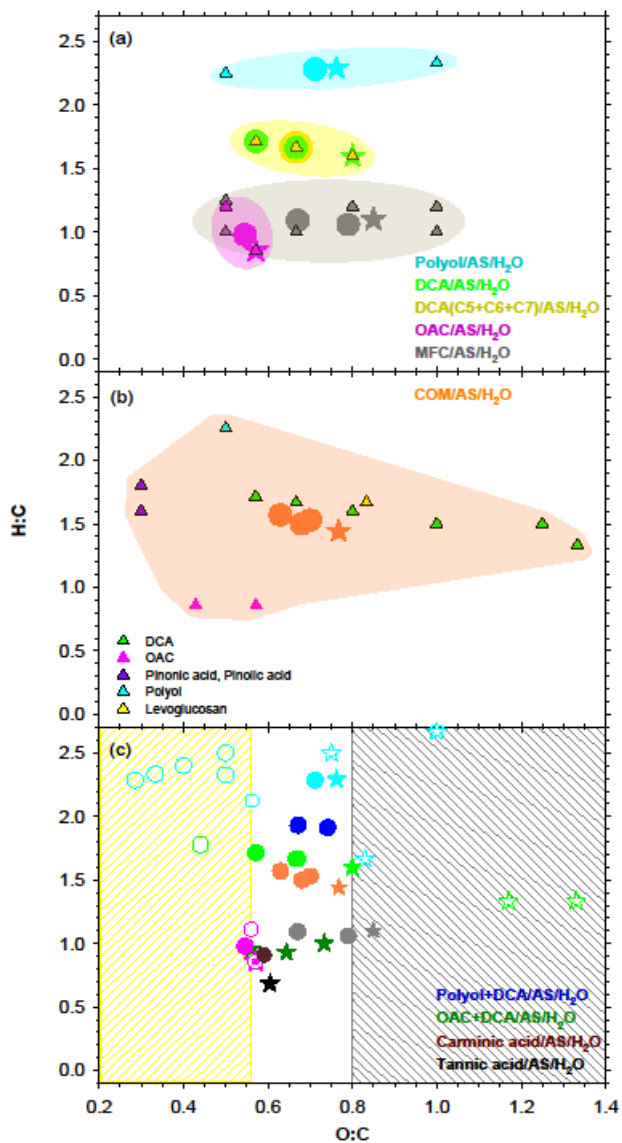 2.5
(a)
2.0
1.5
1.0
0.5
0.0
Polyol/AS/H2O
DCA/AS/H2O
DCA(C5+C6+C7)/AS/H2O
OAC/AS/H2O
MFC/AS/H2O
2.5
(b)
COM/AS/H2O
2.0
1.5
1.0
0.5
0.0
H:C
DCA
OAC
Pinonic acid, Pinolic acid
Polyol
Levoglucosan
2.5
(c)
2.0
1.5
1.0
0.5
0.0
Polyol+DCA/AS/H2O
OAC+DCA/AS/H2O
Carminic acid/AS/H2O
Tannic acid/AS/H2O
0.2 0.4 0.6 0.8 1.0 1.2 1.4
O:C